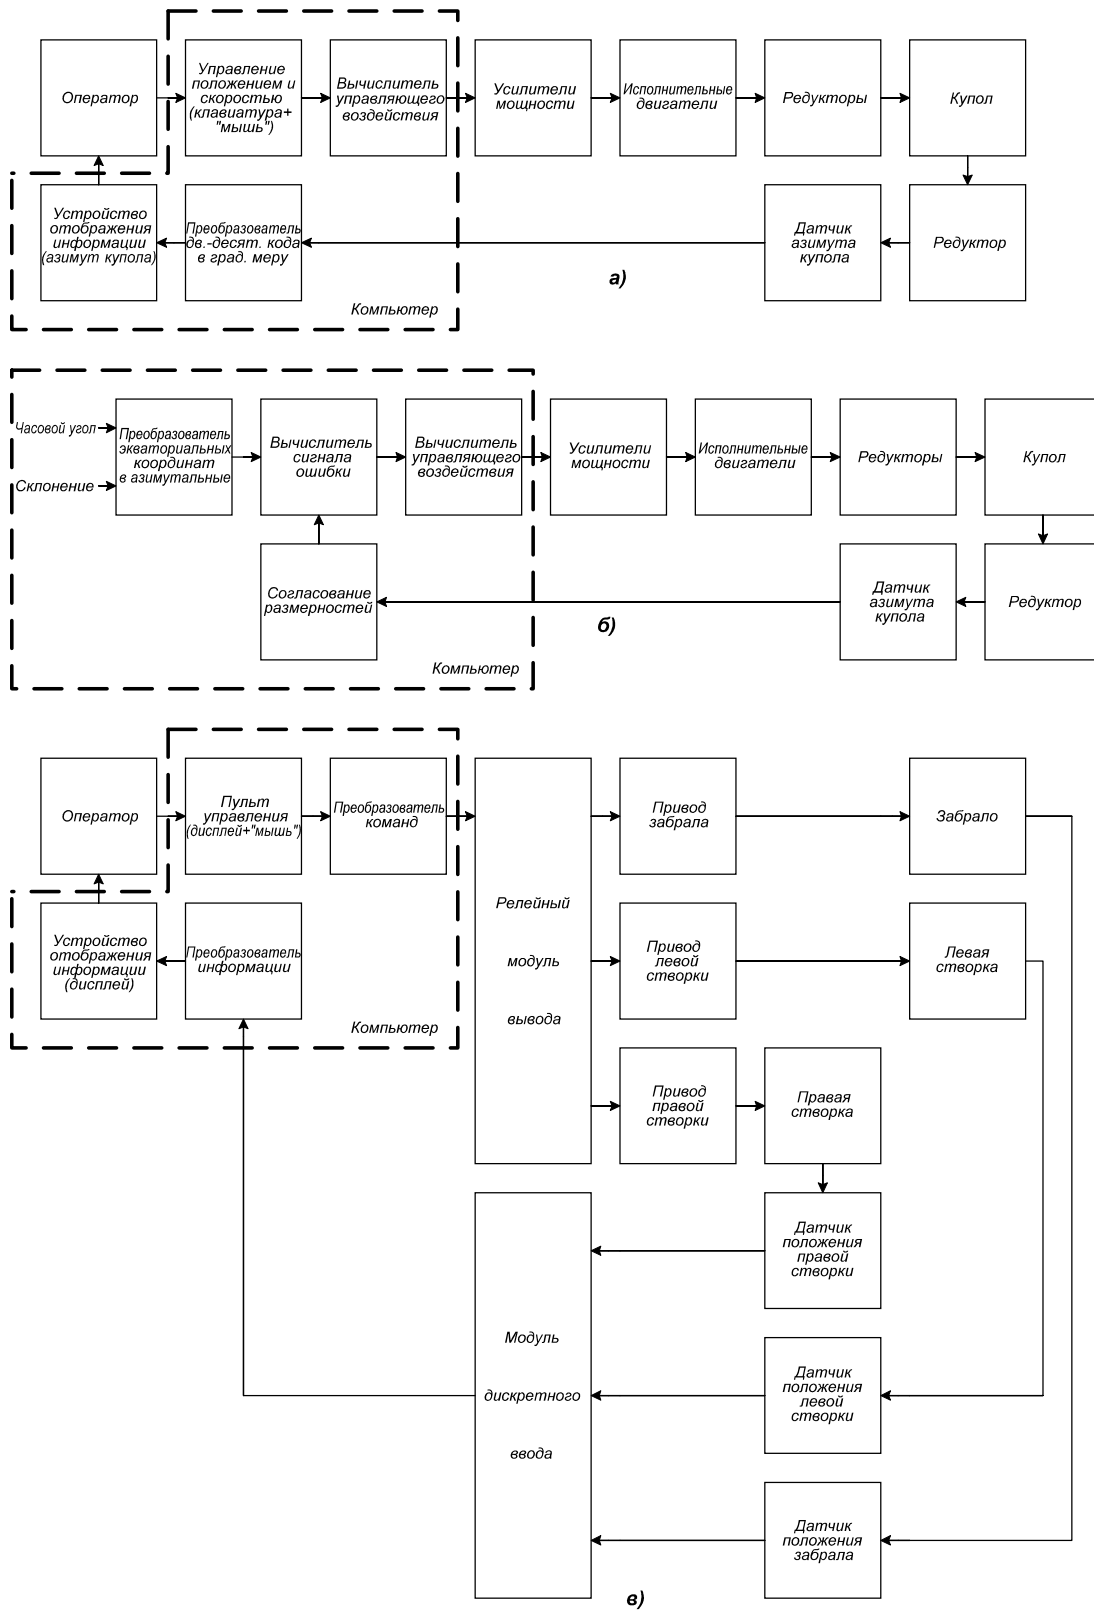 Оператор
Управление
положением и
скоростью
(клавиатура+
"мышь")
Вычислитель
управляющего
воздействия
Усилители
мощности
Исполнительные
двигатели
Редукторы
Купол
Устройство
отображения
информации
(азимут купола)
Преобразователь
дв.-десят. кода
в град. меру
Датчик
азимута
купола
Редуктор
а)
Компьютер
Часовой угол
Склонение
Преобразователь
экваториальных
координат
в азимутальные
Вычислитель
сигнала
ошибки
Вычислитель
управляющего
воздействия
Усилители
мощности
Исполнительные
двигатели
Редукторы
Купол
Согласование
размерностей
Датчик
азимута
купола
Редуктор
б)
Компьютер
Оператор
Пульт
управления
(дисплей+"мышь")
Преобразователь
команд
Релейный
модуль
вывода
Привод
забрала
Забрало
Устройство
отображения
информации
(дисплей)
Преобразователь
информации
Компьютер
Привод
левой
створки
Левая
створка
Привод
правой
створки
Правая
створка
Датчик
положения
правой
створки
Модуль
дискретного
ввода
Датчик
положения
левой
створки
Датчик
положения
забрала
в)